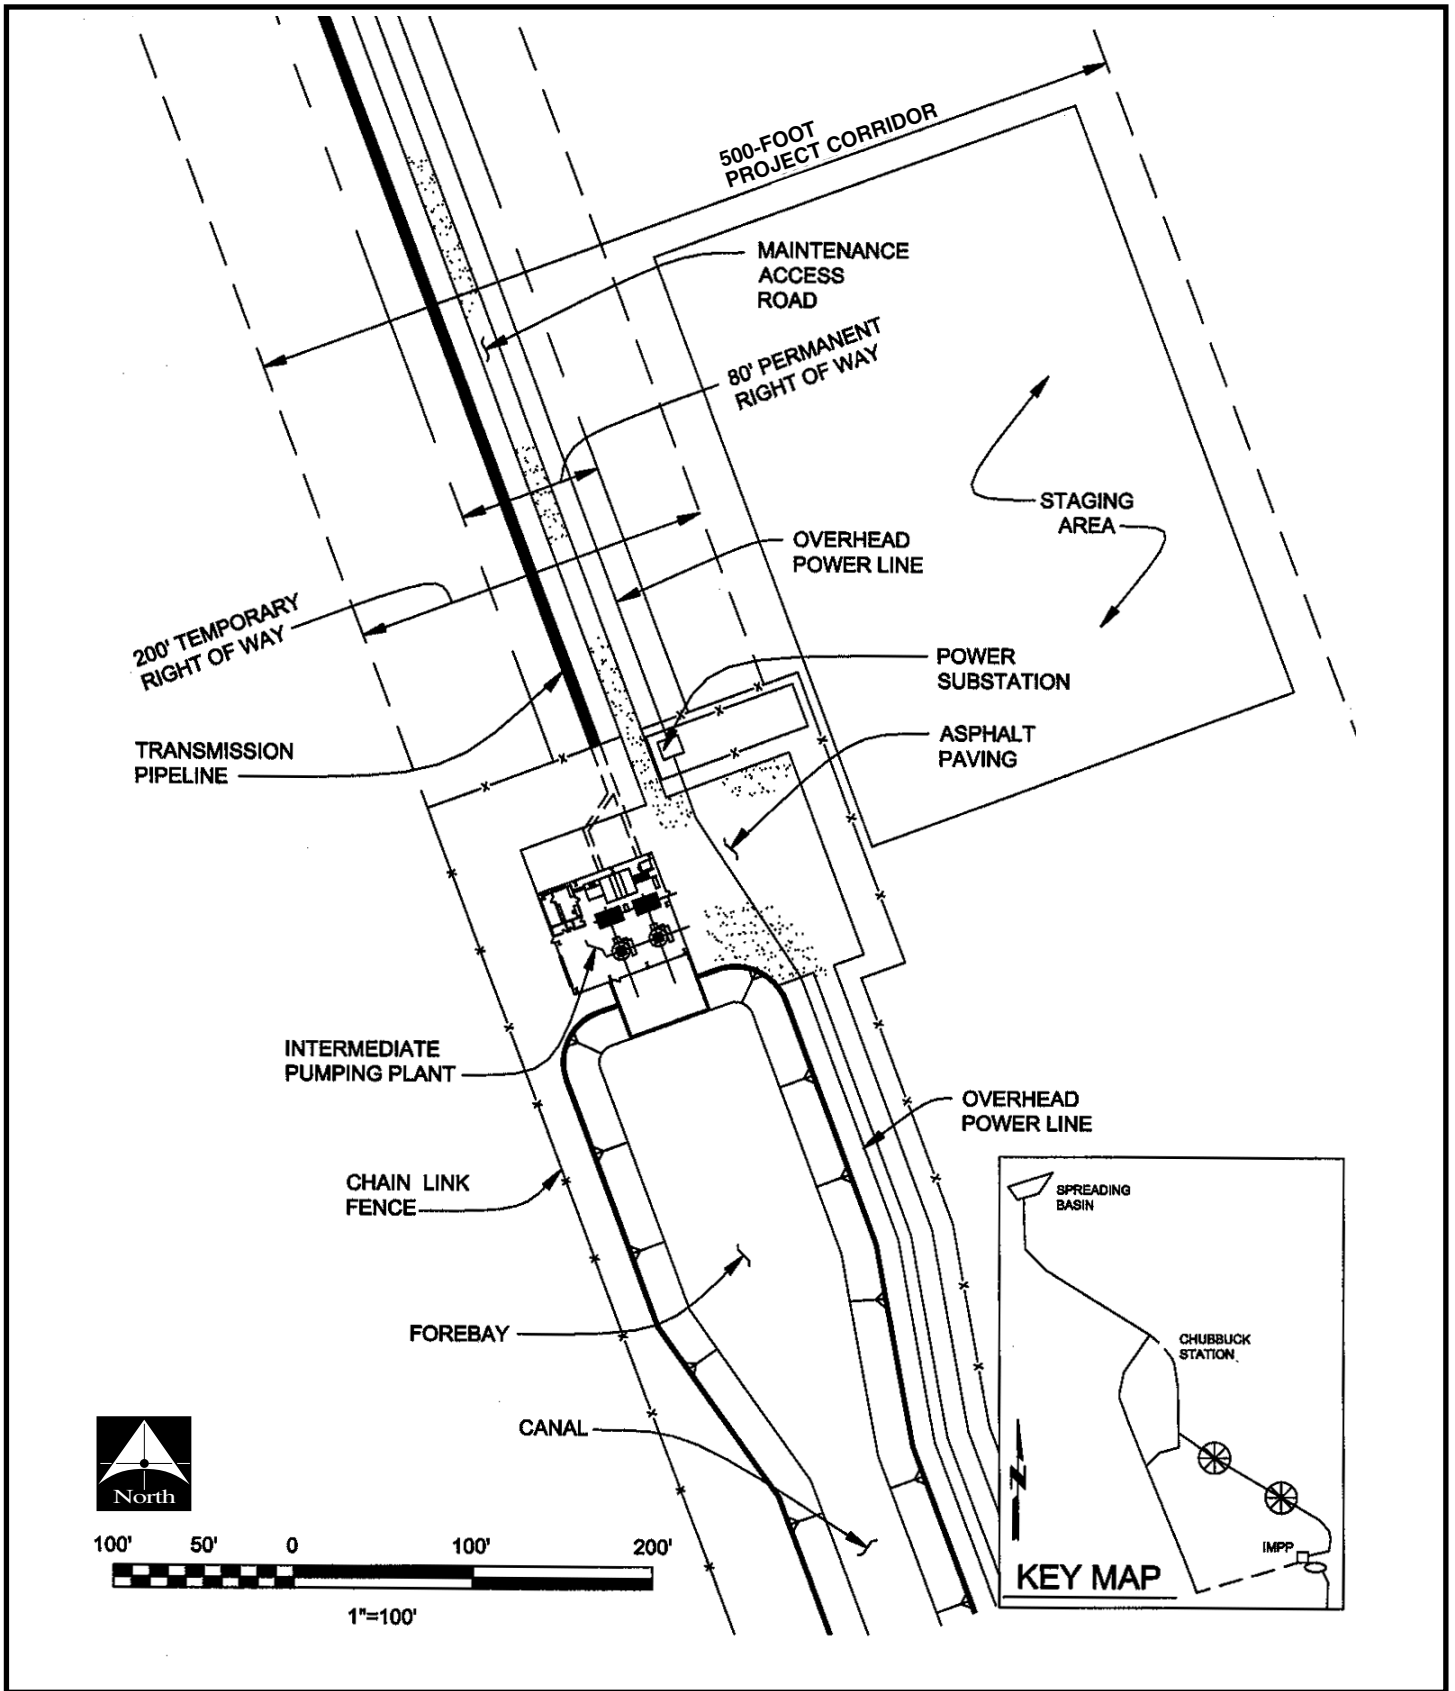 500-FOOT
PROJECT CORRIDOR
MAINTENANCE
ACCESS
ROAD
80' PERMANENT
RIGHT OF WAY
STAGING
AREA
OVERHEAD
POWER LINE
200' TEMPORARY
RIGHT OF WAY
POWER
SUBSTATION
TRANSMISSION
PIPELINE
ASPHALT
PAVING
INTERMEDIATE
PUMPING PLANT
OVERHEAD
POWER LINE
CHAIN LINK
FENCE
FOREBAY
CANAL
SPREADING
BASIN
CHUBBUCK
STATION
N
IMPP
KEY MAP
North
100' 50' 0 100' 200'
1"=100'